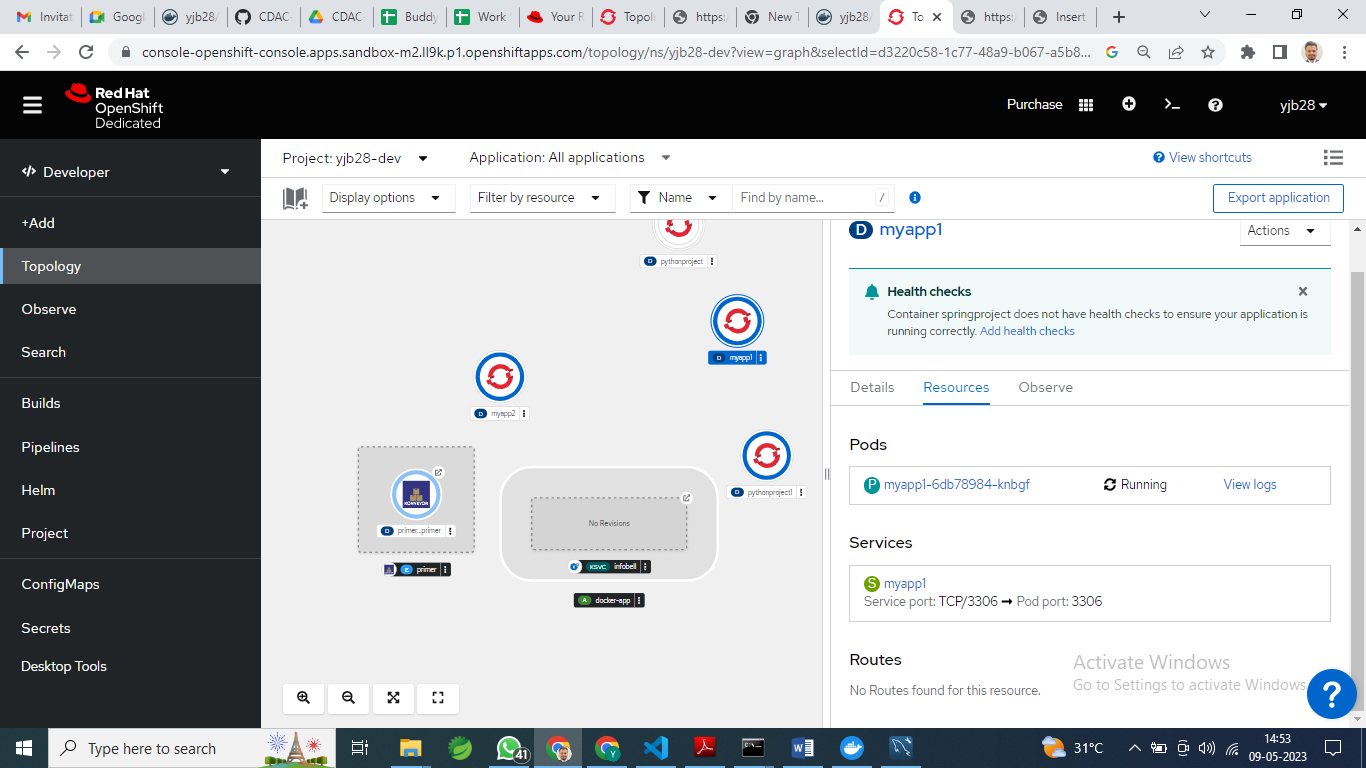 Invitat
Googl
yjb28/
CDAC
CDAC
Buddy
Work
Your R
Topol
https:
New T
yjb28/
To
https:
Insert
console-openshift-console.apps.sandbox-m2.ll9k.p1.openshiftapps.com/topology/ns/yjb28-dev?view=graph&selectId=d3220c58-1c77-48a9-b067-a5b8...
Red Hat
OpenShift
Dedicated
Purchase
yjb28
Developer
+Add
Topology
Observe
Search
Builds
Pipelines
Helm
Project
ConfigMaps
Secrets
Desktop Tools
Project: yjb28-dev
Application: All applications
View shortcuts
Display options
Filter by resource
Name
Find by name...
/
Export application
D pythonproject
D myapp1
D myapp2
D pythonproject1
KONVEYOR
D primer...primer
primer
No Revisions
KSVC infobell
A docker-app
D myapp1
Actions
Health checks
Container springproject does not have health checks to ensure your application is
running correctly. Add health checks
Details Resources Observe
Pods
P myapp1-6db78984-knbgf Running View logs
Services
S myapp1
Service port: TCP/3306 → Pod port: 3306
Routes
No Routes found for this resource.
Activate Windows
Go to Settings to activate Windows.
?
Type here to search
41
31°C
14:53
09-05-2023